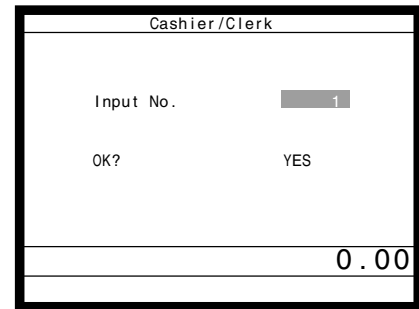 Cashier/Clerk
Input No. 1
OK? YES
0.00